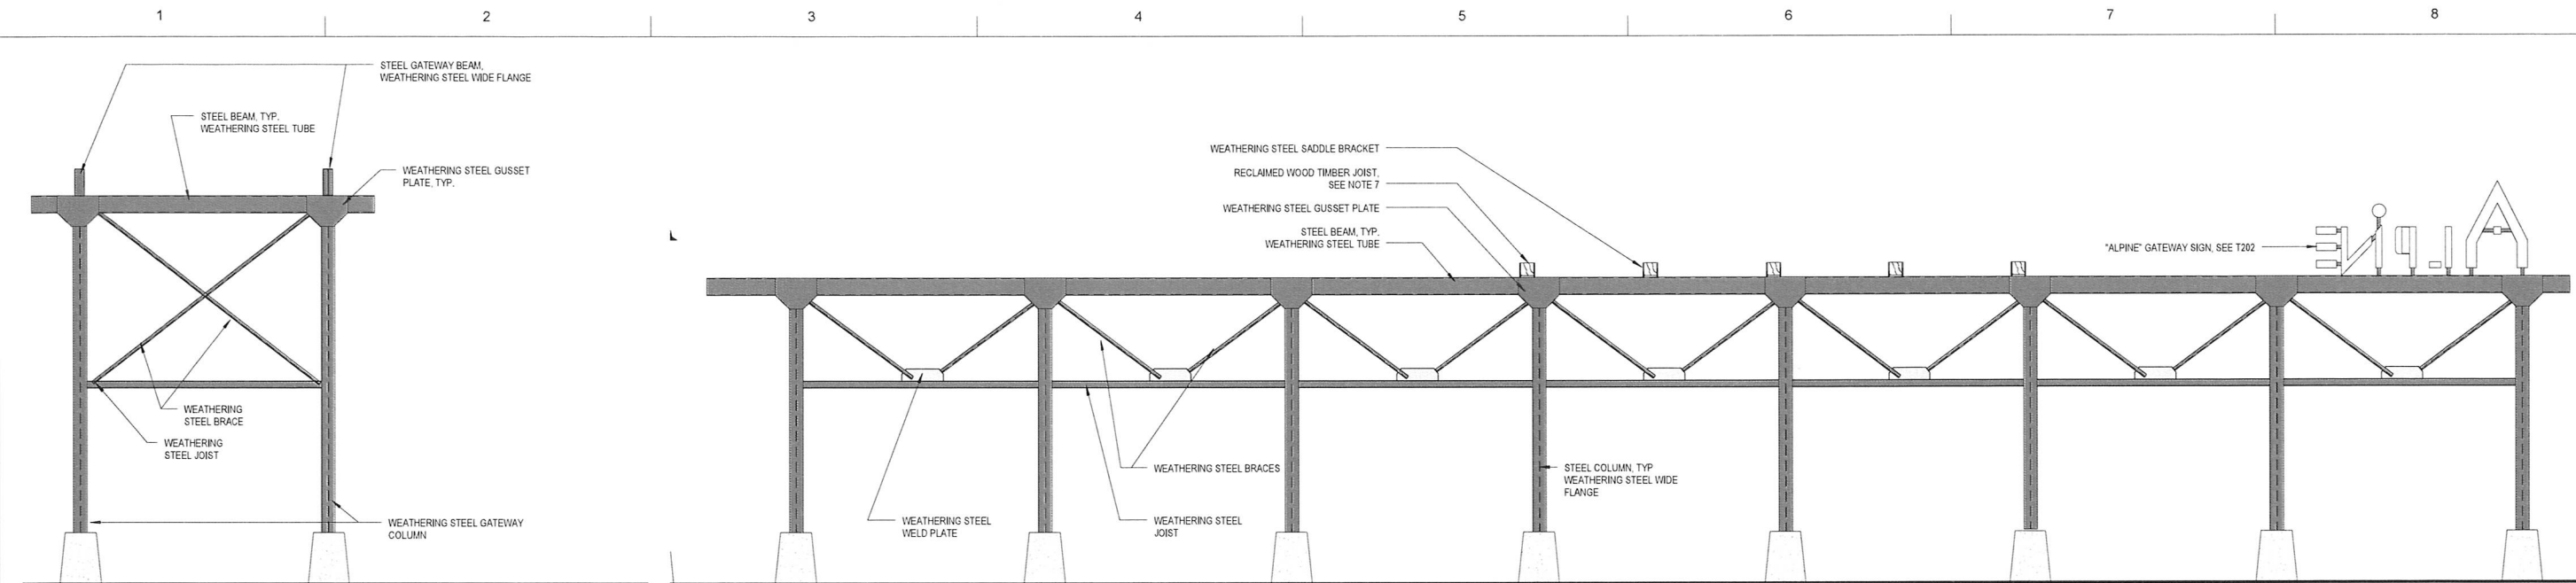 1 2 3 4 5 6 7 8
STEEL GATEWAY BEAM,
WEATHERING STEEL WIDE FLANGE
STEEL BEAM, TYP.
WEATHERING STEEL TUBE
WEATHERING STEEL GUSSET
PLATE, TYP.
WEATHERING
STEEL BRACE
WEATHERING
STEEL JOIST
WEATHERING STEEL GATEWAY
COLUMN
WEATHERING STEEL SADDLE BRACKET
RECLAIMED WOOD TIMBER JOIST,
SEE NOTE 7
WEATHERING STEEL GUSSET PLATE
STEEL BEAM, TYP.
WEATHERING STEEL TUBE
"ALPINE" GATEWAY SIGN, SEE T202
WEATHERING STEEL BRACES
STEEL COLUMN, TYP
WEATHERING STEEL WIDE
FLANGE
WEATHERING STEEL
WELD PLATE
WEATHERING STEEL
JOIST